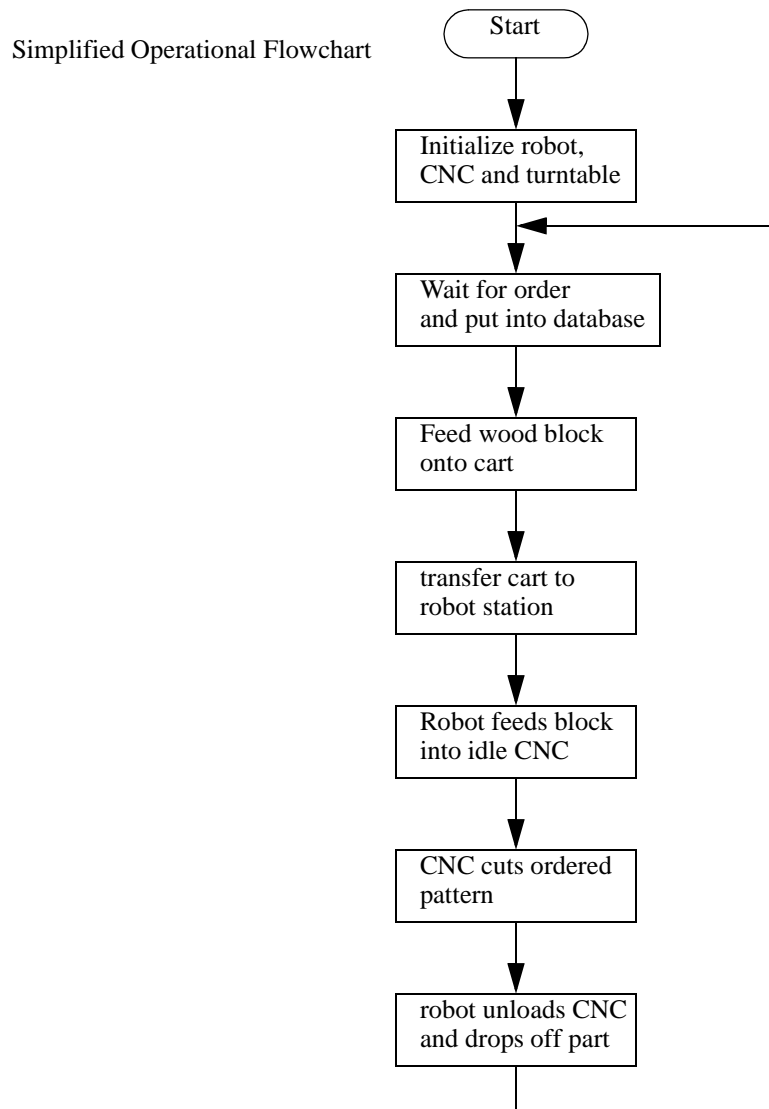 Simplified Operational Flowchart
Start
Initialize robot,
CNC and turntable
Wait for order
and put into database
Feed wood block
onto cart
transfer cart to
robot station
Robot feeds block
into idle CNC
CNC cuts ordered
pattern
robot unloads CNC
and drops off part